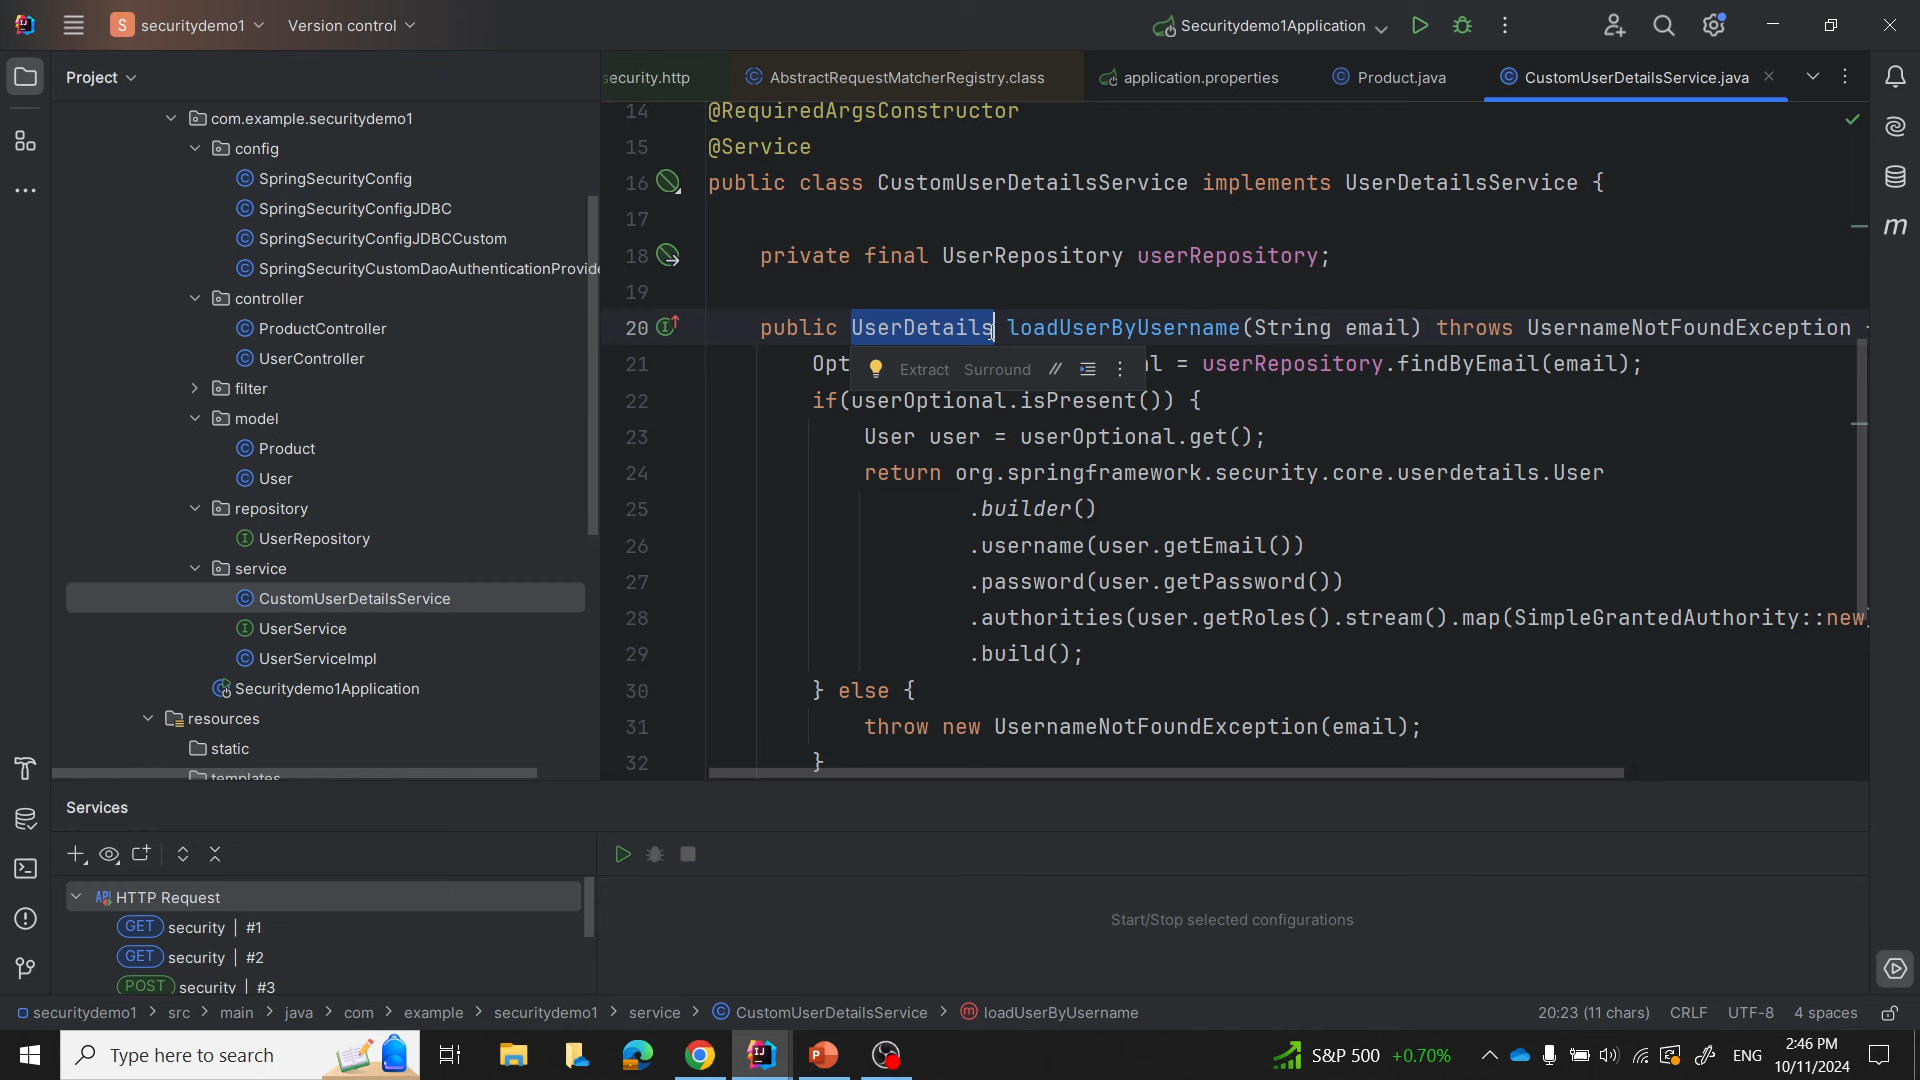 S securitydemo1 Version control Securitydemo1Application
Project
ecurity.http AbstractRequestMatcherRegistry.class application.properties Product.java CustomUserDetailsService.java
com.example.securitydemo1
config
SpringSecurityConfig
SpringSecurityConfigJDBC
SpringSecurityConfigJDBCCustom
SpringSecurityCustomDaoAuthenticationProvide
controller
ProductController
UserController
filter
model
Product
User
repository
UserRepository
service
CustomUserDetailsService
UserService
UserServiceImpl
Securitydemo1Application
resources
static
templates
14 @RequiredArgsConstructor
15 @Service
16 public class CustomUserDetailsService implements UserDetailsService {
17
18 private final UserRepository userRepository;
19
20 public UserDetails loadUserByUsername(String email) throws UsernameNotFoundException {
Extract Surround //
21 Opt l = userRepository.findByEmail(email);
22 if(userOptional.isPresent()) {
23 User user = userOptional.get();
24 return org.springframework.security.core.userdetails.User
25 .builder()
26 .username(user.getEmail())
27 .password(user.getPassword())
28 .authorities(user.getRoles().stream().map(SimpleGrantedAuthority::new)
29 .build();
30 } else {
31 throw new UsernameNotFoundException(email);
32 }
Services
API HTTP Request
GET security | #1
GET security | #2
POST security | #3
Start/Stop selected configurations
securitydemo1 > src > main > java > com > example > securitydemo1 > service > CustomUserDetailsService > loadUserByUsername 20:23 (11 chars) CRLF UTF-8 4 spaces
Type here to search
S&P 500 +0.70%
ENG
2:46 PM
10/11/2024